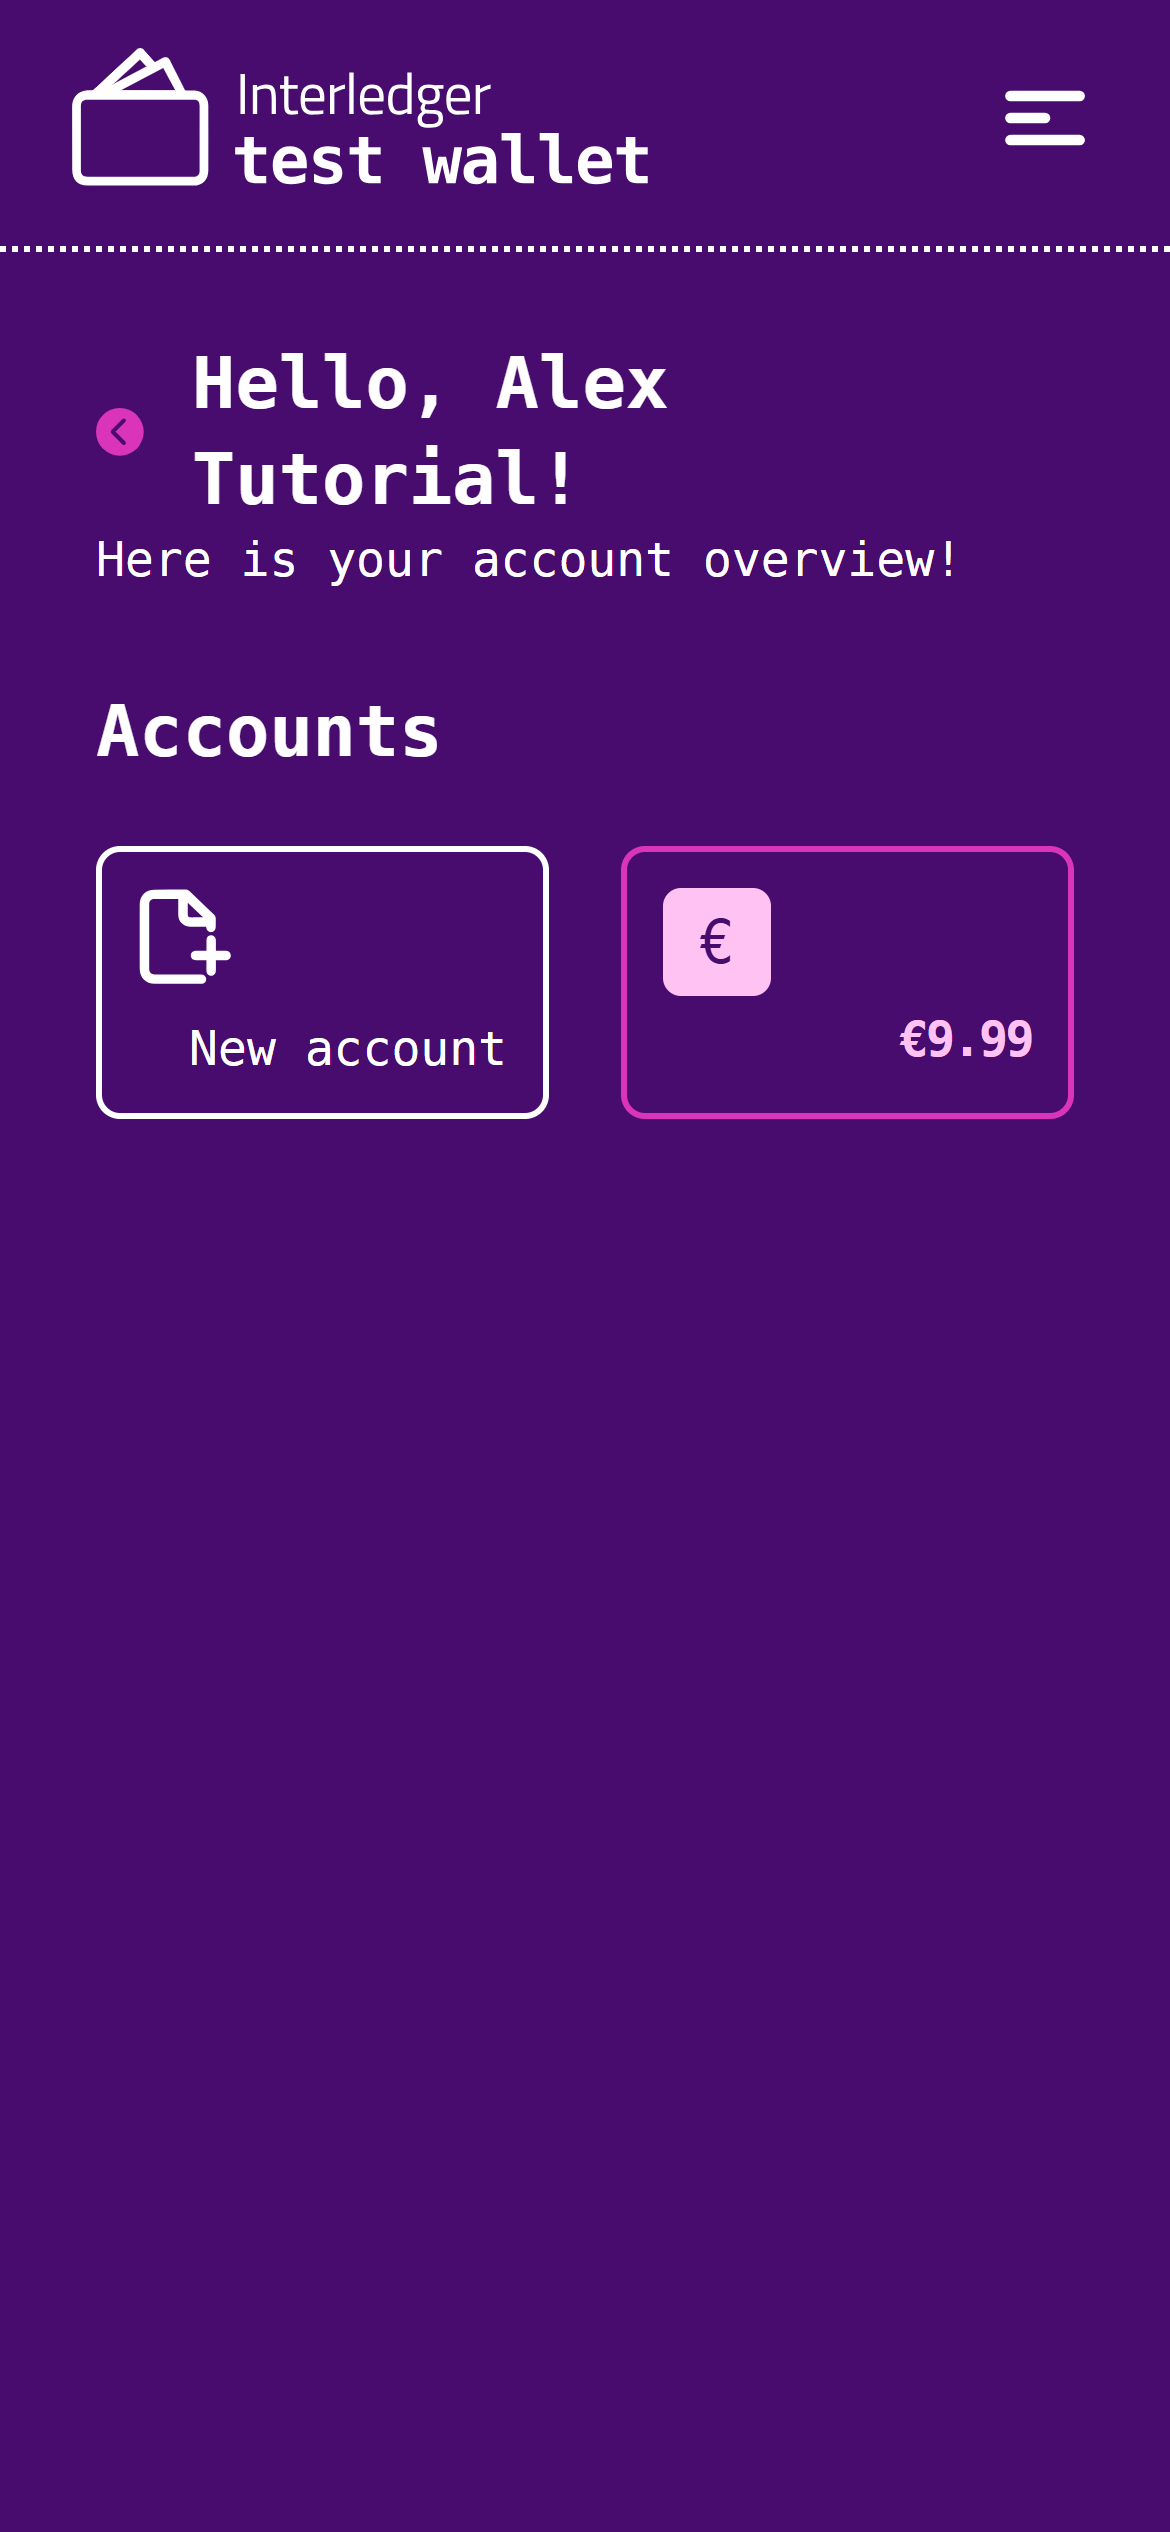 Interledger
test wallet
Hello, Alex
Tutorial!
Here is your account overview!
Accounts
€
€9.99
New account